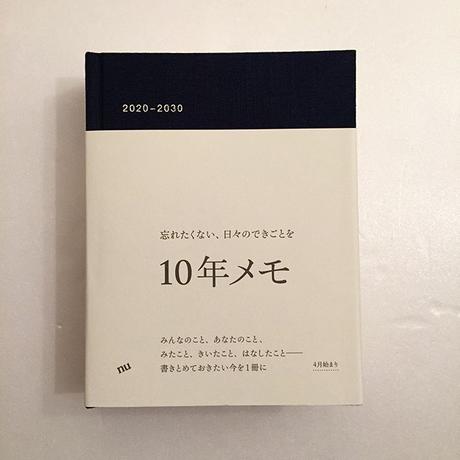 2020–2030
忘れたくない、日々のできごとを
10年メモ
みんなのこと、あなたのこと、
みたこと、きいたこと、はなしたこと――
書きとめておきたい今を1冊に
nu
4月始まり